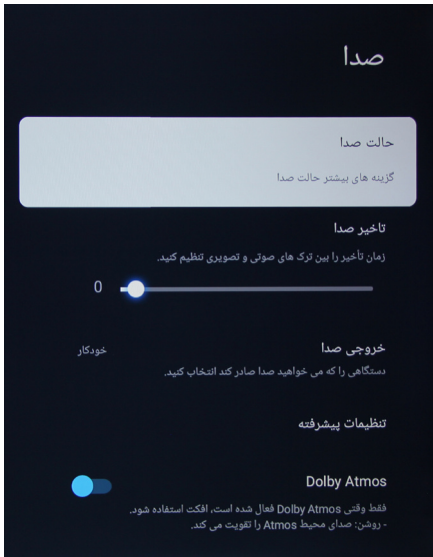 صدا
حالت صدا
گزینه های بیشتر حالت صدا
تاخیر صدا
زمان تأخیر را بین ترک های صوتی و تصویری تنظیم کنید.
0
خروجی صدا
خودکار
دستگاهی را که می خواهید صدا صادر کند انتخاب کنید.
تنظیمات پیشرفته
Dolby Atmos
فقط وقتی Dolby Atmos فعال شده است، افکت استفاده شود.
- روشن: صدای محیط Atmos را تقویت می کند.